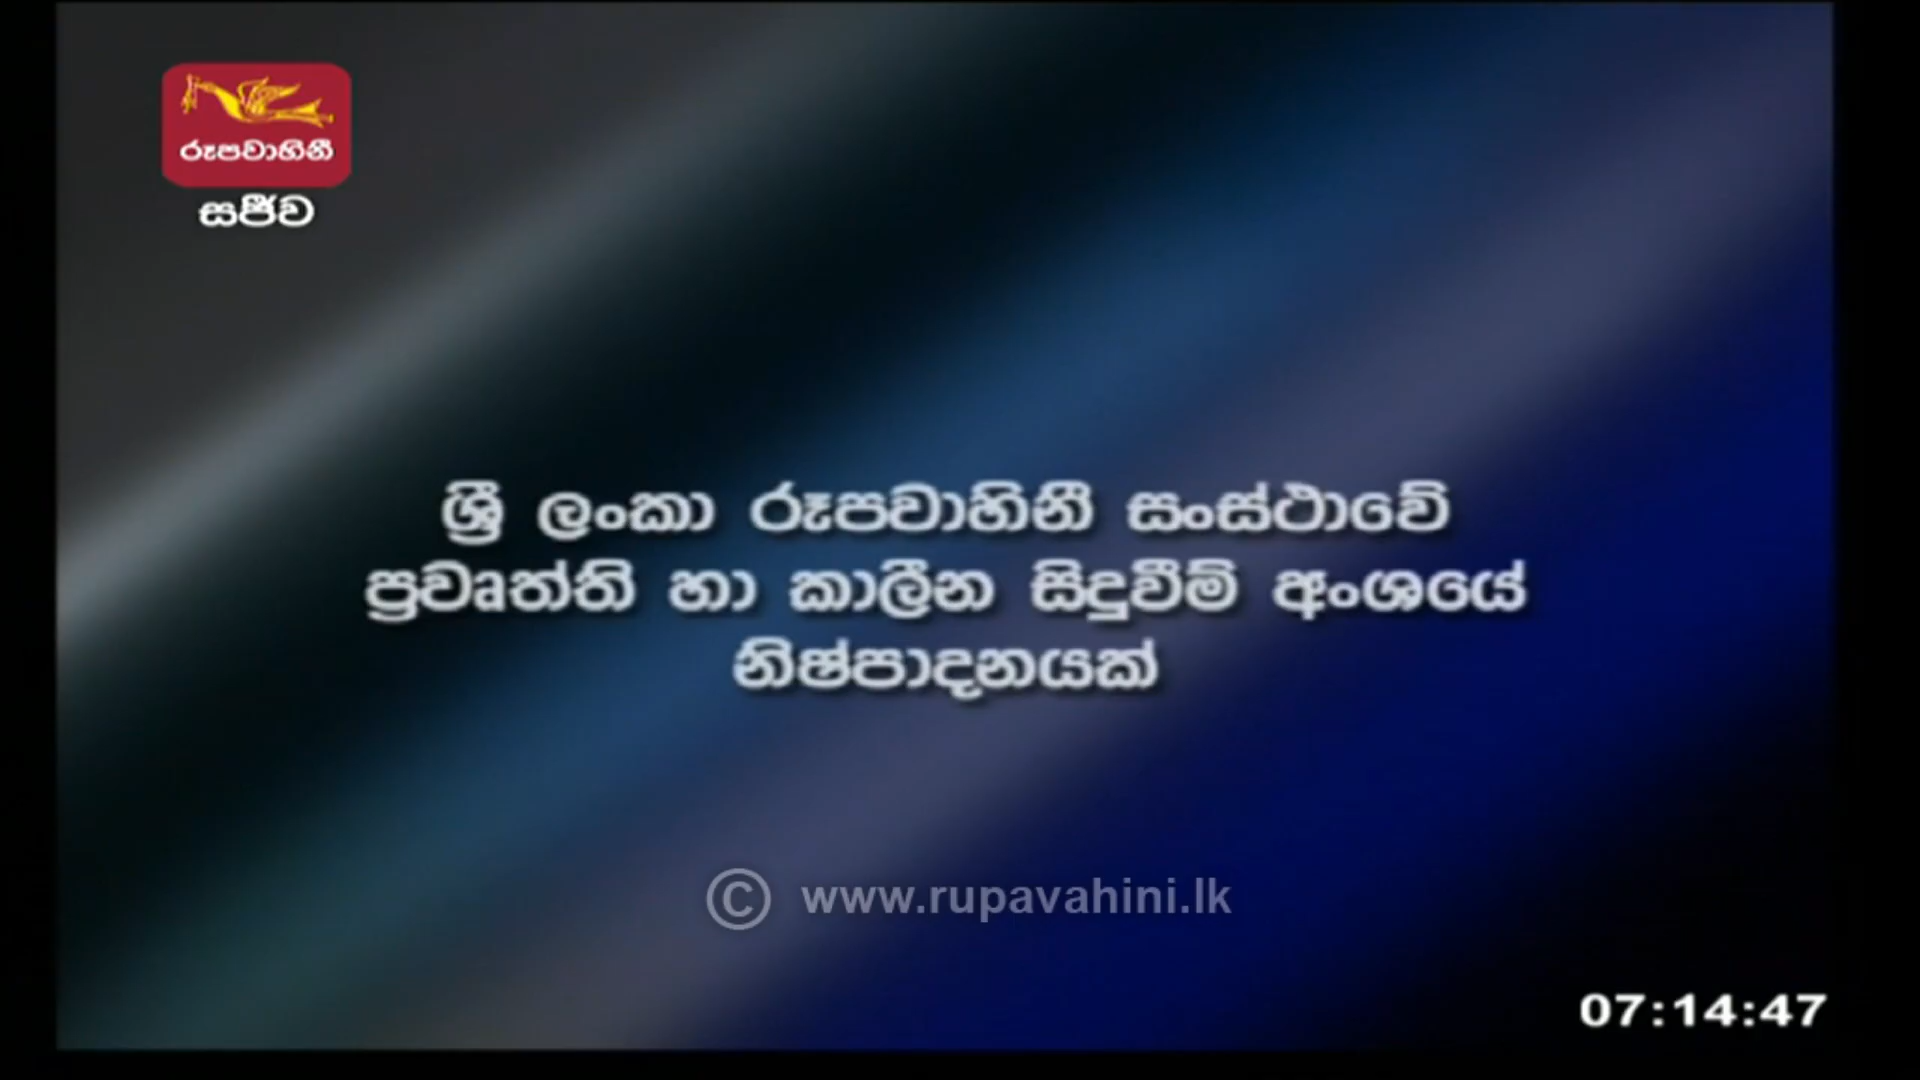 රූපවාහිනී
සජීව
ශ්‍රී ලංකා රූපවාහිනී සංස්ථාවේ
ප්‍රවෘත්ති හා කාලීන සිදුවීම් අංශයේ
නිෂ්පාදනයක්
© www.rupavahini.lk
07:14:47